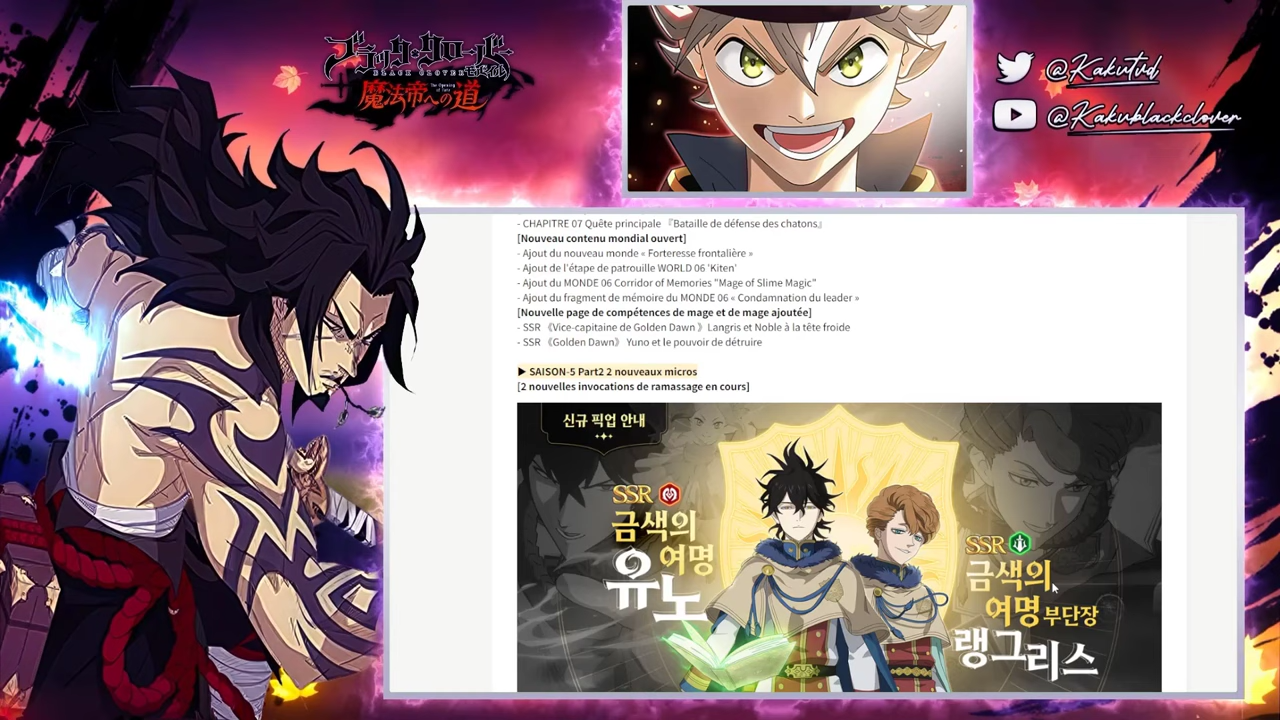 ブラック・クローバー
BLACK CLOVER モバイル
The Opening of Fate
魔法帝への道
@Kakutvd
@Kakublackclover
- CHAPITRE 07 Quête principale 『Bataille de défense des chatons』
[Nouveau contenu mondial ouvert]
- Ajout du nouveau monde « Forteresse frontalière »
- Ajout de l'étape de patrouille WORLD 06 'Kiten'
- Ajout du MONDE 06 Corridor of Memories "Mage of Slime Magic"
- Ajout du fragment de mémoire du MONDE 06 « Condamnation du leader »
[Nouvelle page de compétences de mage et de mage ajoutée]
- SSR 《Vice-capitaine de Golden Dawn 》Langris et Noble à la tête froide
- SSR 《Golden Dawn》 Yuno et le pouvoir de détruire
▶ SAISON-5 Part2 2 nouveaux micros
[2 nouvelles invocations de ramassage en cours]
신규 픽업 안내
SSR
금색의
여명
유노
SSR
금색의
여명 부단장
랭그리스